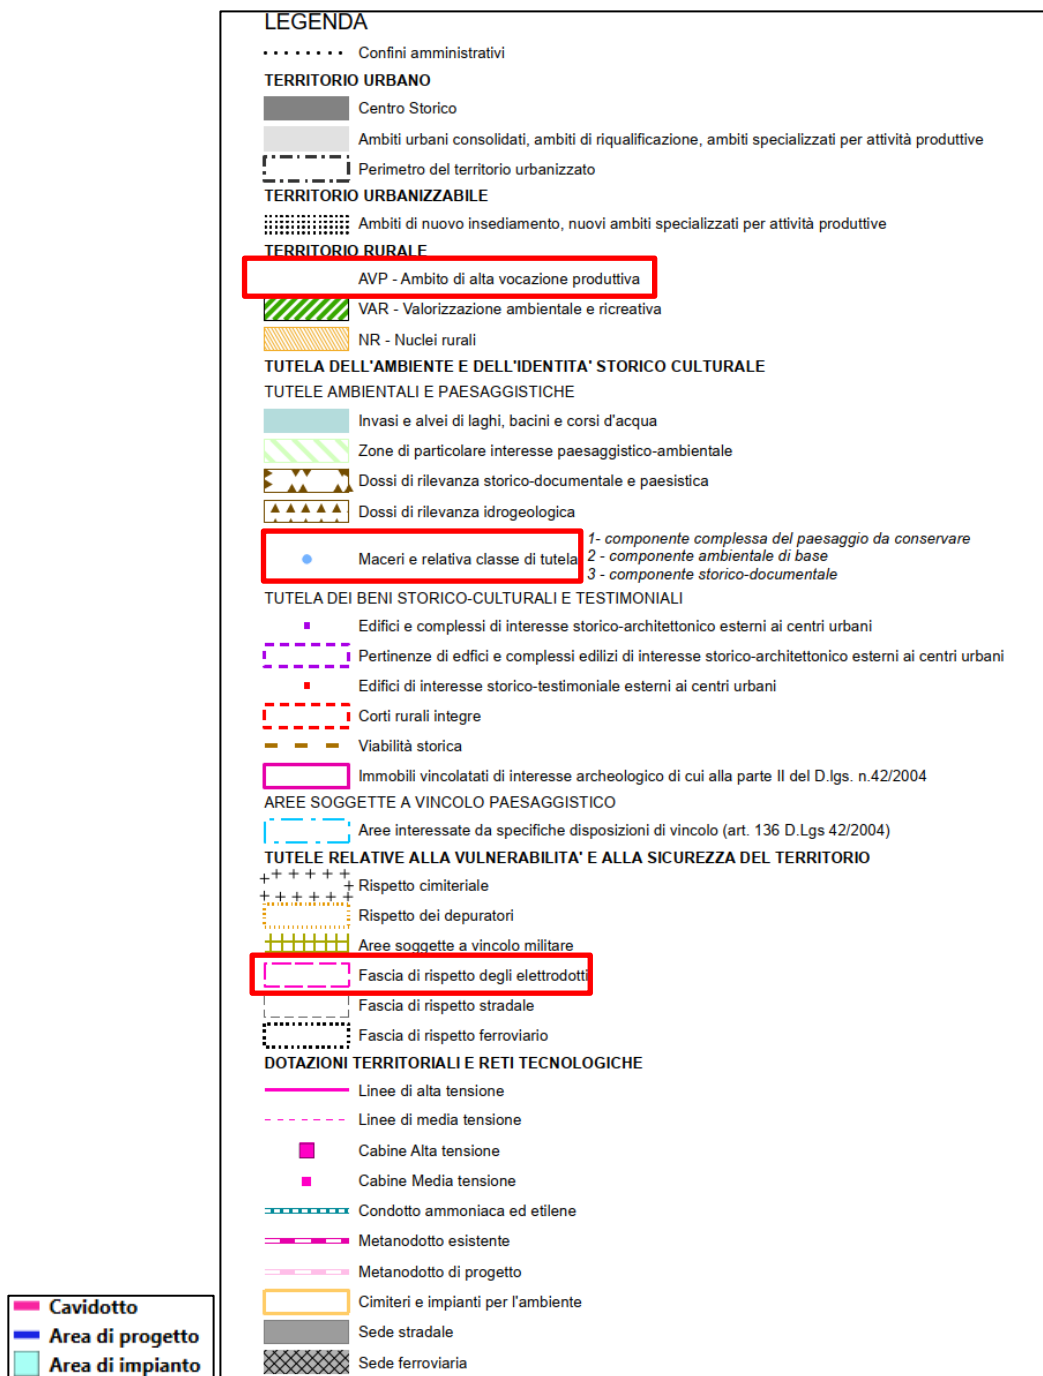 LEGENDA
Confini amministrativi
TERRITORIO URBANO
Centro Storico
Ambiti urbani consolidati, ambiti di riqualificazione, ambiti specializzati per attività produttive
Perimetro del territorio urbanizzato
TERRITORIO URBANIZZABILE
Ambiti di nuovo insediamento, nuovi ambiti specializzati per attività produttive
TERRITORIO RURALE
AVP - Ambito di alta vocazione produttiva
VAR - Valorizzazione ambientale e ricreativa
NR - Nuclei rurali
TUTELA DELL'AMBIENTE E DELL'IDENTITA' STORICO CULTURALE
TUTELE AMBIENTALI E PAESAGGISTICHE
Invasi e alvei di laghi, bacini e corsi d'acqua
Zone di particolare interesse paesaggistico-ambientale
Dossi di rilevanza storico-documentale e paesistica
Dossi di rilevanza idrogeologica
Maceri e relativa classe di tutela
1- componente complessa del paesaggio da conservare
2 - componente ambientale di base
3 - componente storico-documentale
TUTELA DEI BENI STORICO-CULTURALI E TESTIMONIALI
Edifici e complessi di interesse storico-architettonico esterni ai centri urbani
Pertinenze di edfici e complessi edilizi di interesse storico-architettonico esterni ai centri urbani
Edifici di interesse storico-testimoniale esterni ai centri urbani
Corti rurali integre
Viabilità storica
Immobili vincolatati di interesse archeologico di cui alla parte II del D.lgs. n.42/2004
AREE SOGGETTE A VINCOLO PAESAGGISTICO
Aree interessate da specifiche disposizioni di vincolo (art. 136 D.Lgs 42/2004)
TUTELE RELATIVE ALLA VULNERABILITA' E ALLA SICUREZZA DEL TERRITORIO
Rispetto cimiteriale
Rispetto dei depuratori
Aree soggette a vincolo militare
Fascia di rispetto degli elettrodotti
Fascia di rispetto stradale
Fascia di rispetto ferroviario
DOTAZIONI TERRITORIALI E RETI TECNOLOGICHE
Linee di alta tensione
Linee di media tensione
Cabine Alta tensione
Cabine Media tensione
Condotto ammoniaca ed etilene
Metanodotto esistente
Metanodotto di progetto
Cimiteri e impianti per l'ambiente
Sede stradale
Sede ferroviaria
Cavidotto
Area di progetto
Area di impianto